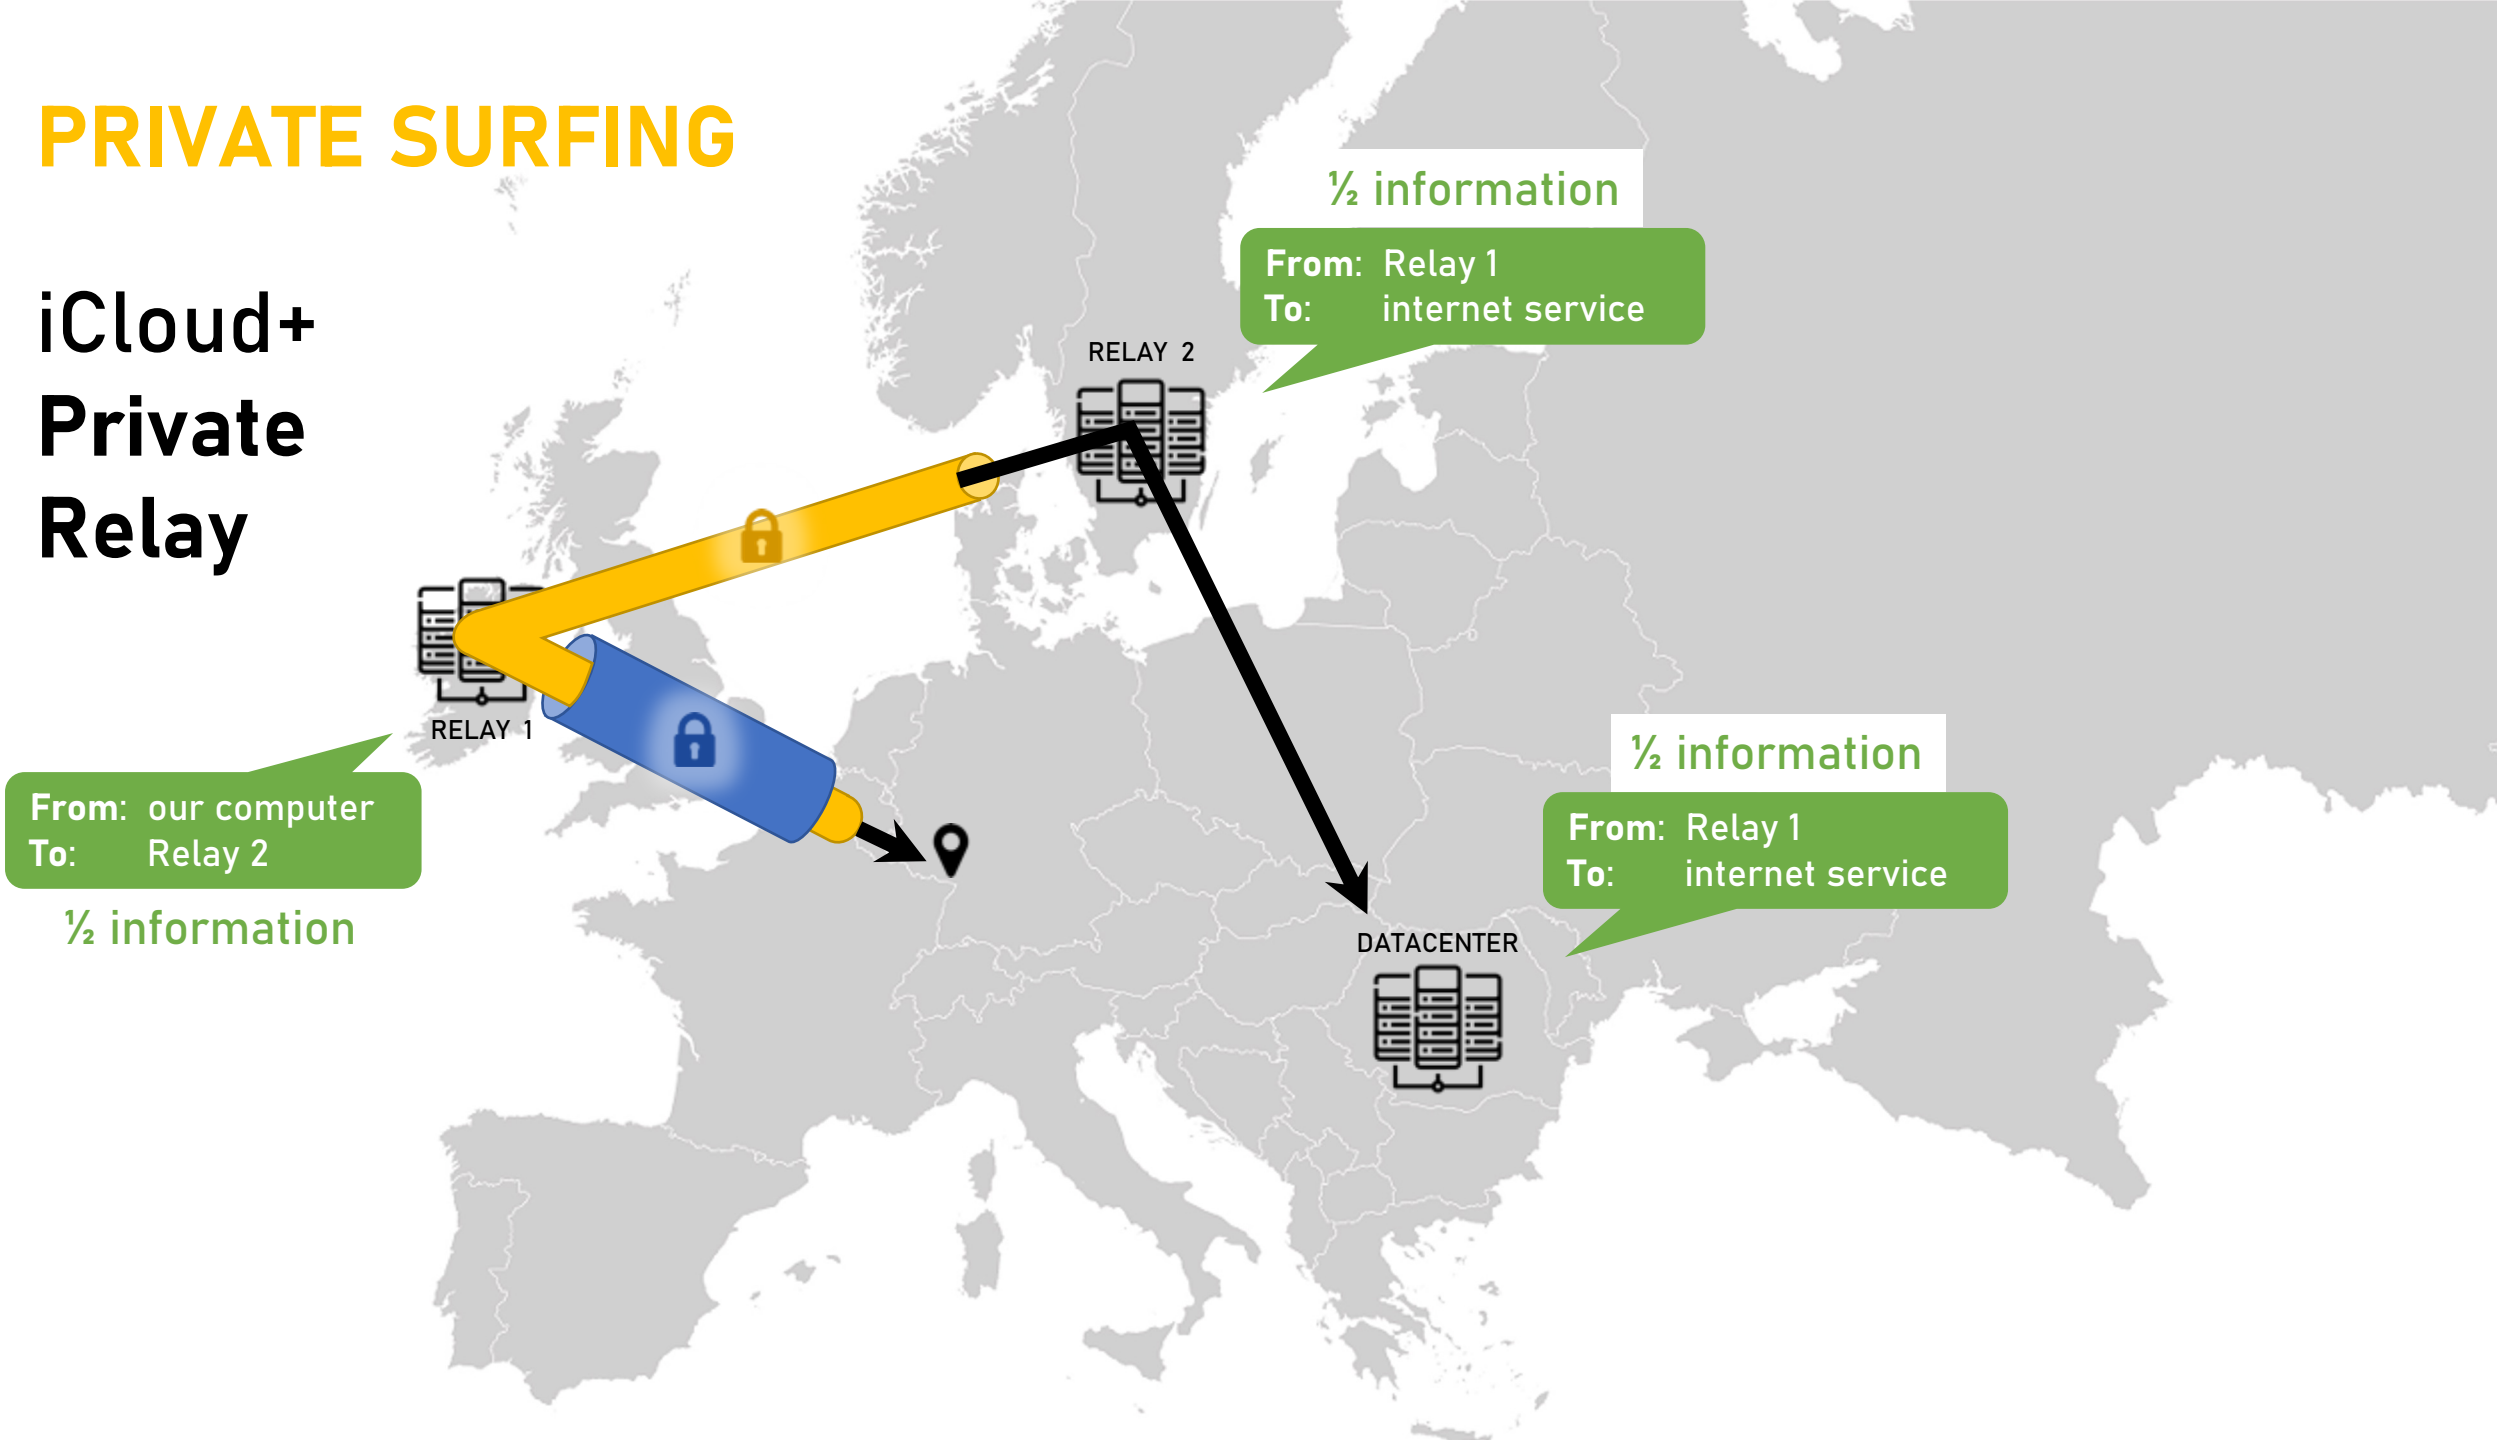 PRIVATE SURFING
iCloud+
Private
Relay
½ information
From: Relay 1
To: internet service
RELAY 2
RELAY 1
From: our computer
To: Relay 2
½ information
½ information
From: Relay 1
To: internet service
DATACENTER